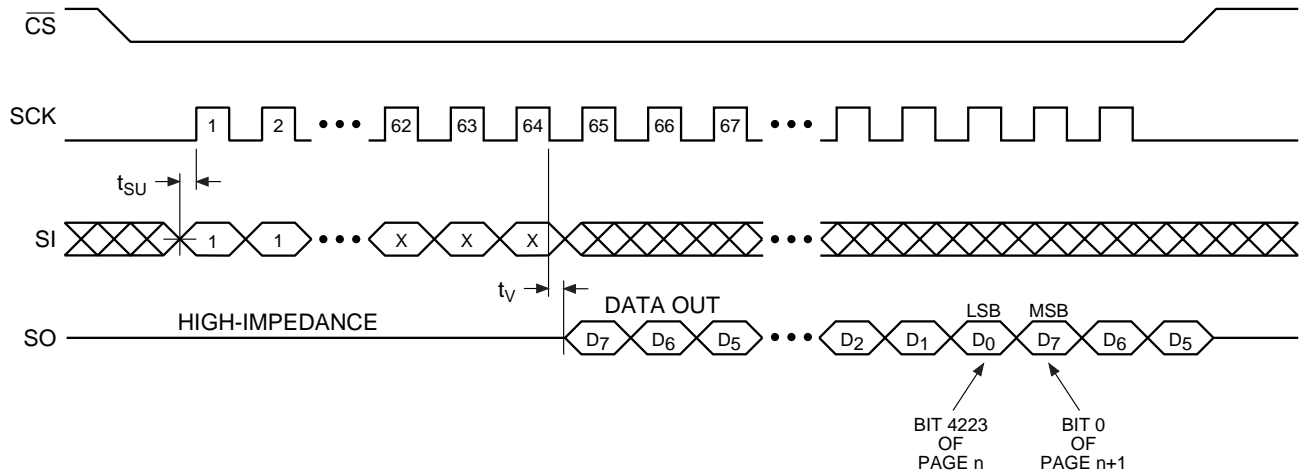 CS
SCK 1 2 ••• 62 63 64 65 66 67 •••
tSU
SI 1 1 ••• X X X •••
tV
DATA OUT
HIGH-IMPEDANCE
LSB MSB
SO D7 D6 D5 ••• D2 D1 D0 D7 D6 D5
BIT 4223
OF
PAGE n
BIT 0
OF
PAGE n+1